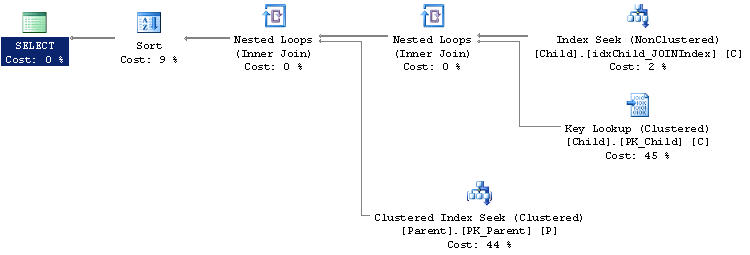 SELECT
Cost: 0 %
Sort
Cost: 9 %
Nested Loops
(Inner Join)
Cost: 0 %
Nested Loops
(Inner Join)
Cost: 0 %
Index Seek (NonClustered)
[Child].[idxChild_JOINIndex] [C]
Cost: 2 %
Key Lookup (Clustered)
[Child].[PK_Child] [C]
Cost: 45 %
Clustered Index Seek (Clustered)
[Parent].[PK_Parent] [P]
Cost: 44 %